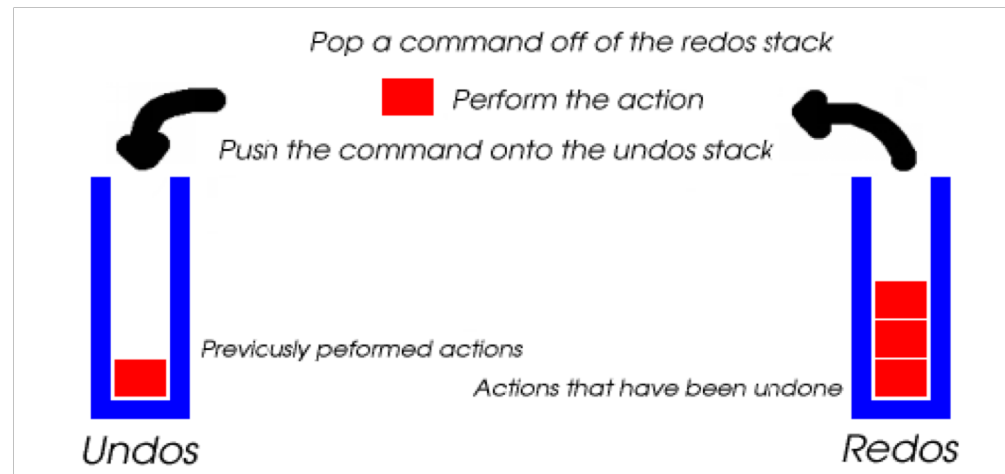 Pop a command off of the redos stack
Perform the action
Push the command onto the undos stack
Previcusly peformed actions
Actions that have been undone
Undos
Redos